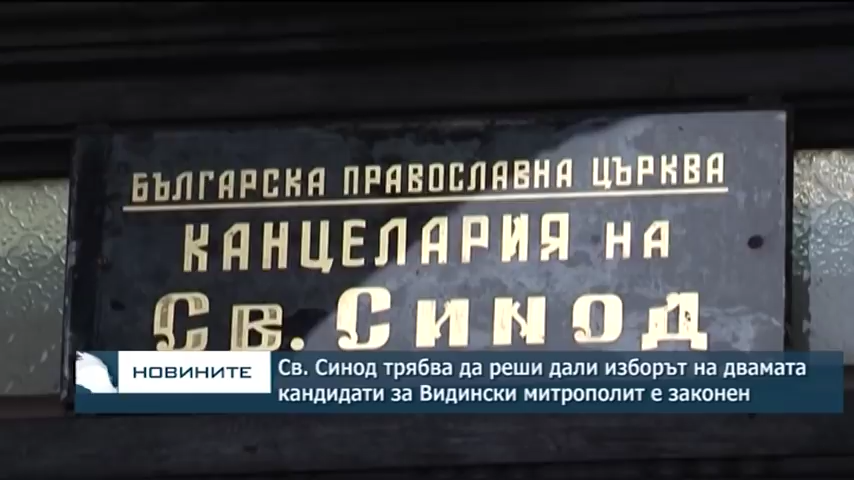 БЪЛГАРСКА ПРАВОСЛАВНА ЦЪРКВА
КАНЦЕЛАРИЯ НА
СВ. СИНОД
НОВИНИТЕ
Св. Синод трябва да реши дали изборът на двамата
кандидати за Видински митрополит е законен